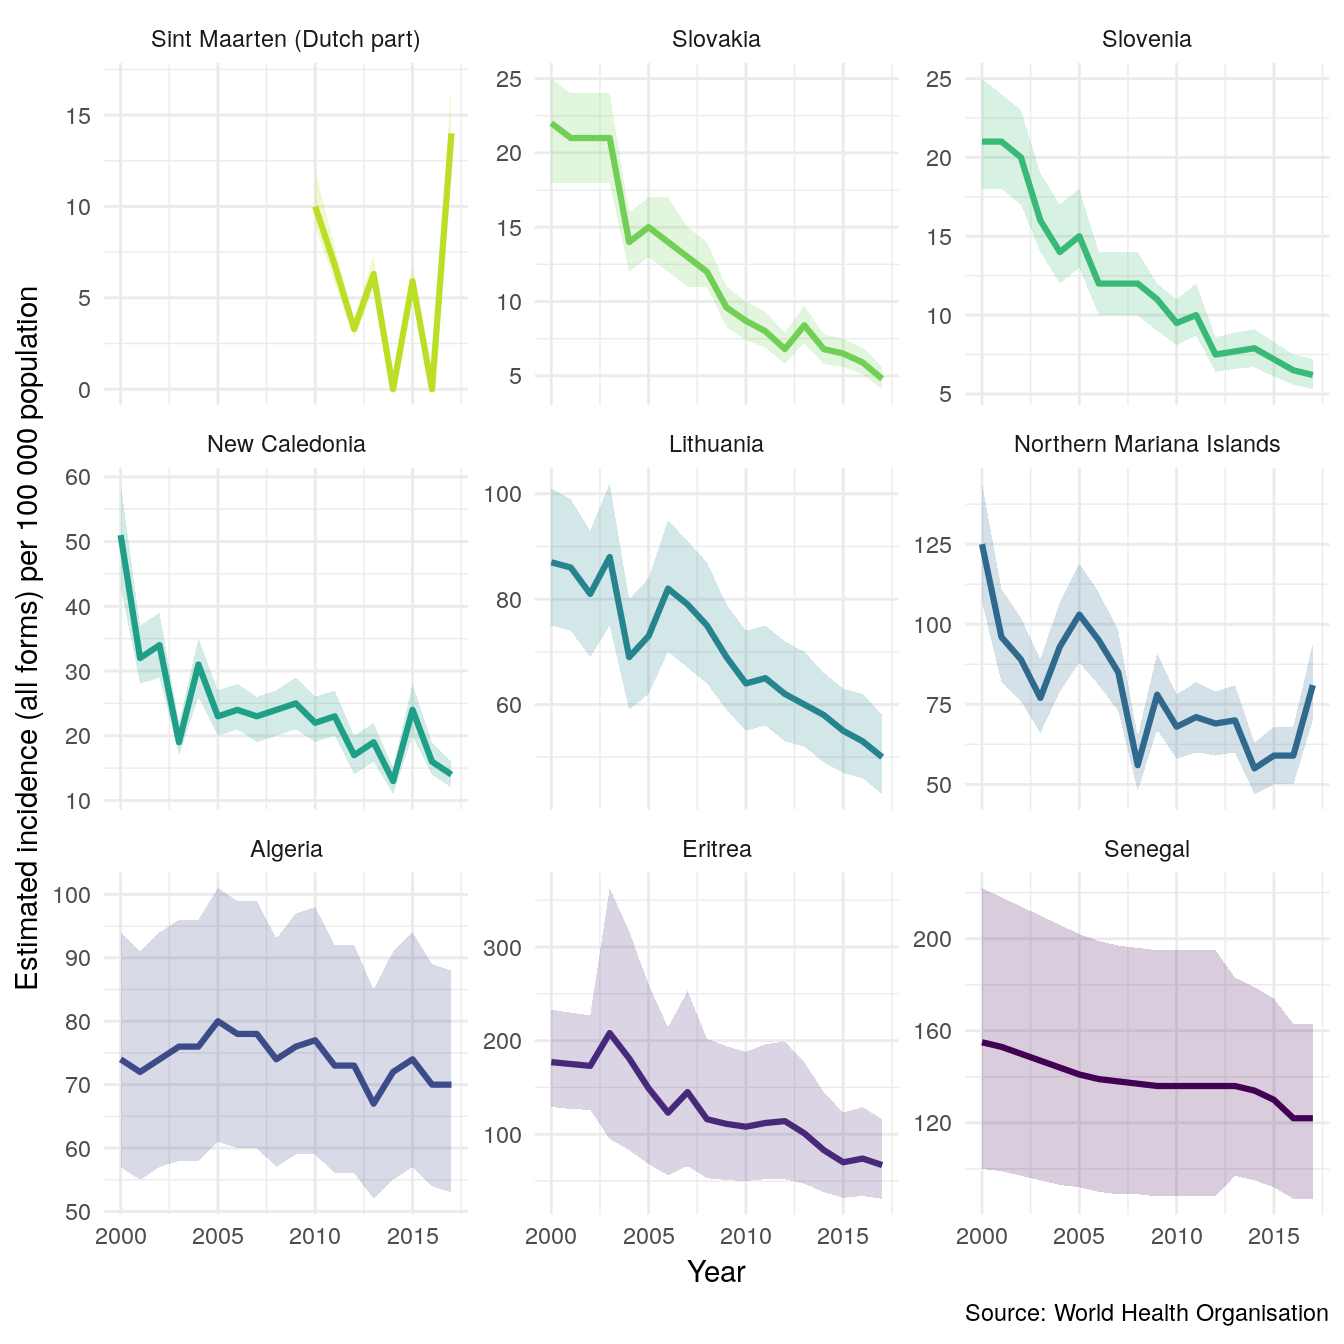 Estimated incidence (all forms) per 100 000 population
Sint Maarten (Dutch part)
15
10
5
0
Slovakia
25
20
15
10
5
Slovenia
25
20
15
10
5
New Caledonia
60
50
40
30
20
10
Lithuania
100
80
60
Northern Mariana Islands
125
100
75
50
Algeria
100
90
80
70
60
50
2000 2005 2010 2015
Eritrea
300
200
100
2000 2005 2010 2015
Senegal
200
160
120
2000 2005 2010 2015
Year
Source: World Health Organisation